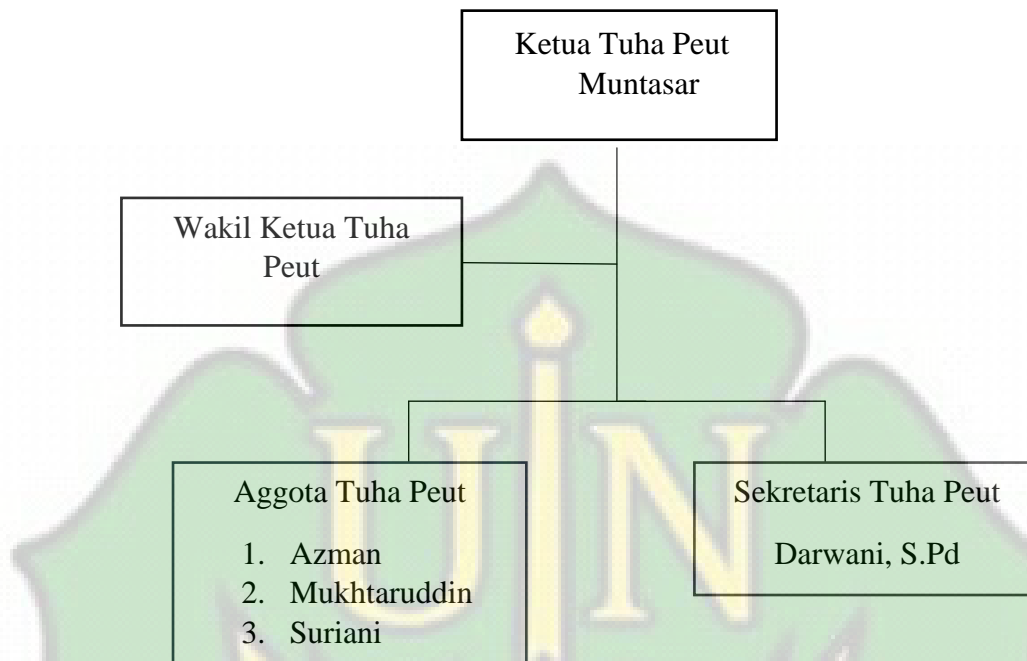 Ketua Tuha Peut
Muntasar
Wakil Ketua Tuha
Peut
Aggota Tuha Peut
1. Azman
2. Mukhtaruddin
3. Suriani
Sekretaris Tuha Peut
Darwani, S.Pd
UIN